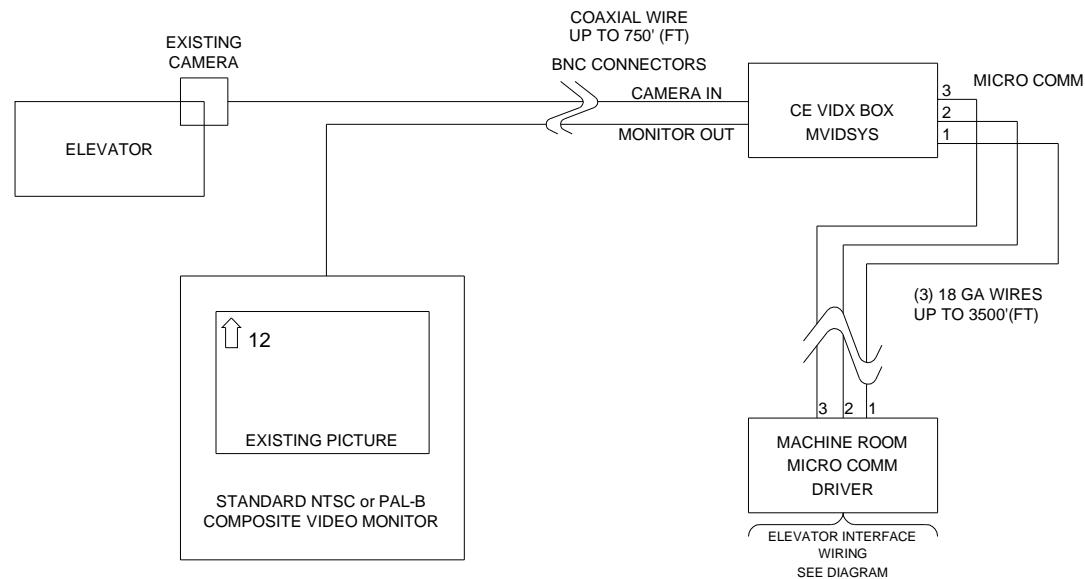 COAXIAL WIRE
UP TO 750' (FT)
EXISTING
CAMERA
BNC CONNECTORS
CAMERA IN
MONITOR OUT
ELEVATOR
CE VIDX BOX
MVIDSYS
3
2
1
MICRO COMM
(3) 18 GA WIRES
UP TO 3500'(FT)
12
EXISTING PICTURE
STANDARD NTSC or PAL-B
COMPOSITE VIDEO MONITOR
3 2 1
MACHINE ROOM
MICRO COMM
DRIVER
ELEVATOR INTERFACE
WIRING
SEE DIAGRAM